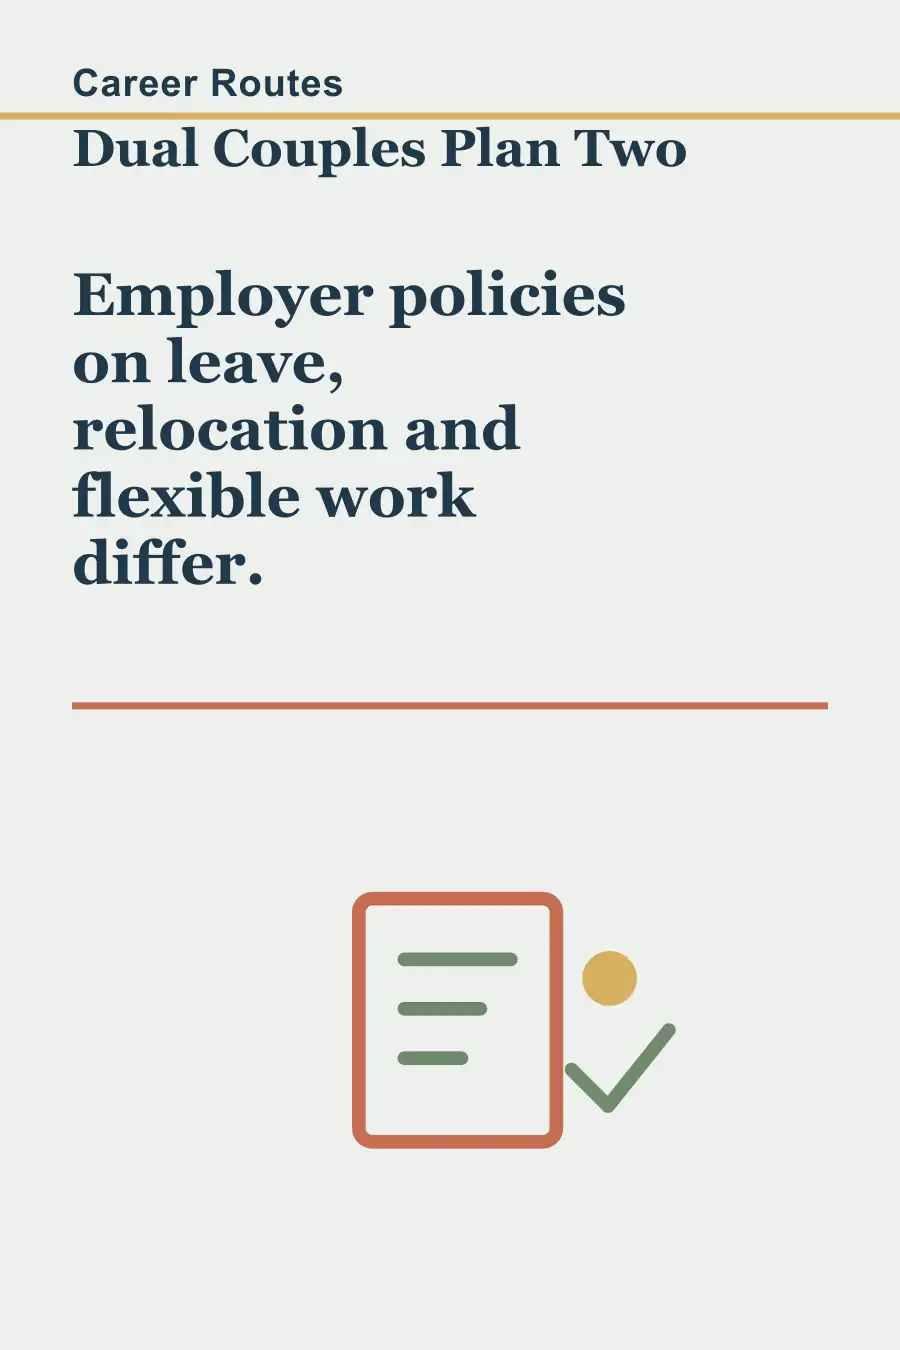 Career Routes
Dual Couples Plan Two
Employer policies
on leave,
relocation and
flexible work
differ.